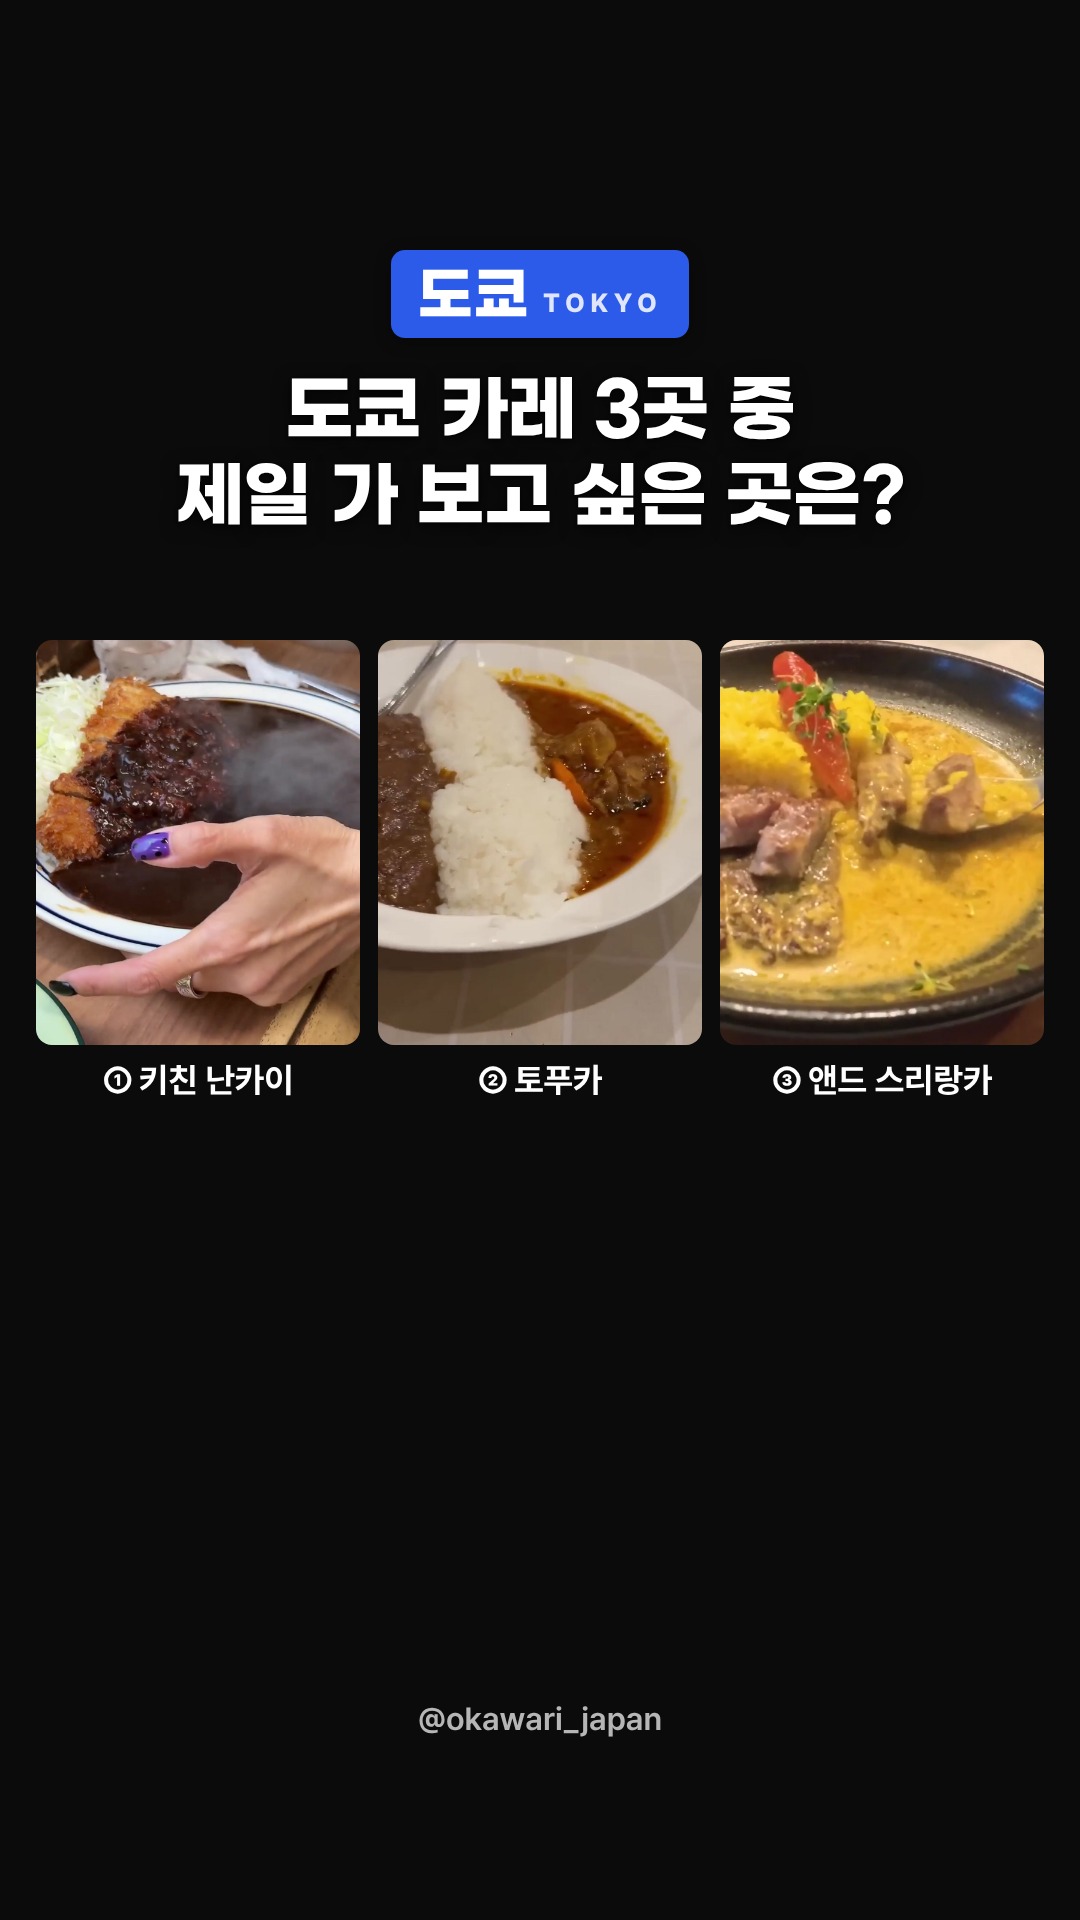 도쿄 TOKYO
도쿄 카레 3곳 중
제일 가 보고 싶은 곳은?
① 키친 난카이
② 토푸카
③ 앤드 스리랑카
@okawari_japan